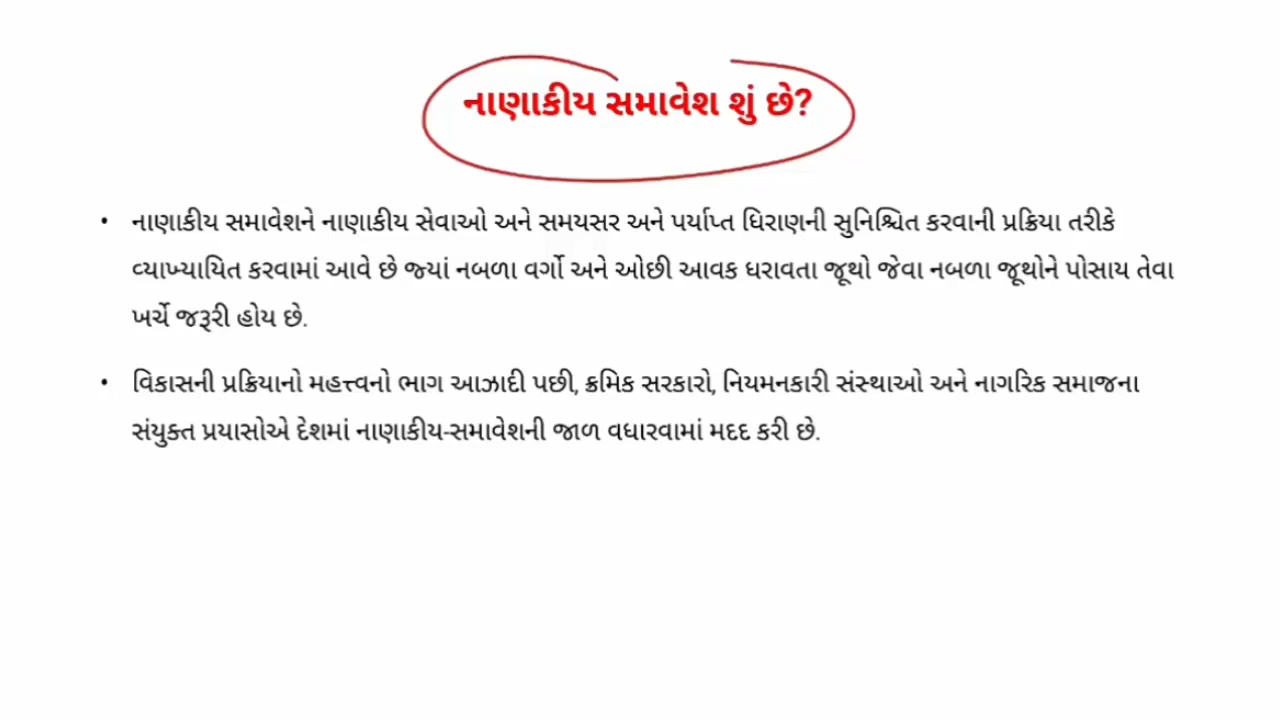 નાણાકીય સમાવેશ શું છે?
• નાણાકીય સમાવેશને નાણાકીય સેવાઓ અને સમયસર અને પર્યાપ્ત ધિરાણની સુનિશ્ચિત કરવાની પ્રક્રિયા તરીકે
વ્યાખ્યાયિત કરવામાં આવે છે જ્યાં નબળા વર્ગો અને ઓછી આવક ધરાવતા જૂથો જેવા નબળા જૂથોને પોસાય તેવા
ખર્ચે જરૂરી હોય છે.
• વિકાસની પ્રક્રિયાનો મહત્ત્વનો ભાગ આઝાદી પછી, ક્રમિક સરકારો, નિયમનકારી સંસ્થાઓ અને નાગરિક સમાજના
સંયુક્ત પ્રયાસોએ દેશમાં નાણાકીય-સમાવેશની જાળ વધારવામાં મદદ કરી છે.